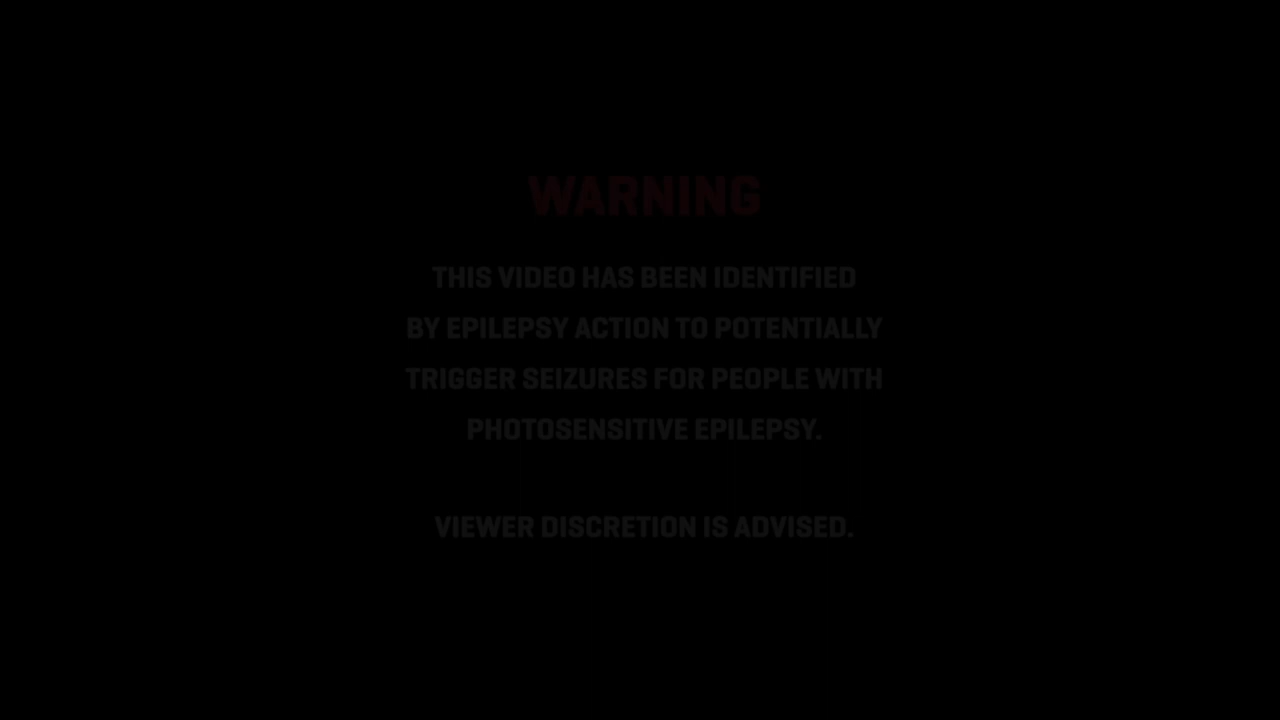 WARNING
THIS VIDEO HAS BEEN IDENTIFIED
BY EPILEPSY ACTION TO POTENTIALLY
TRIGGER SEIZURES FOR PEOPLE WITH
PHOTOSENSITIVE EPILEPSY.
VIEWER DISCRETION IS ADVISED.